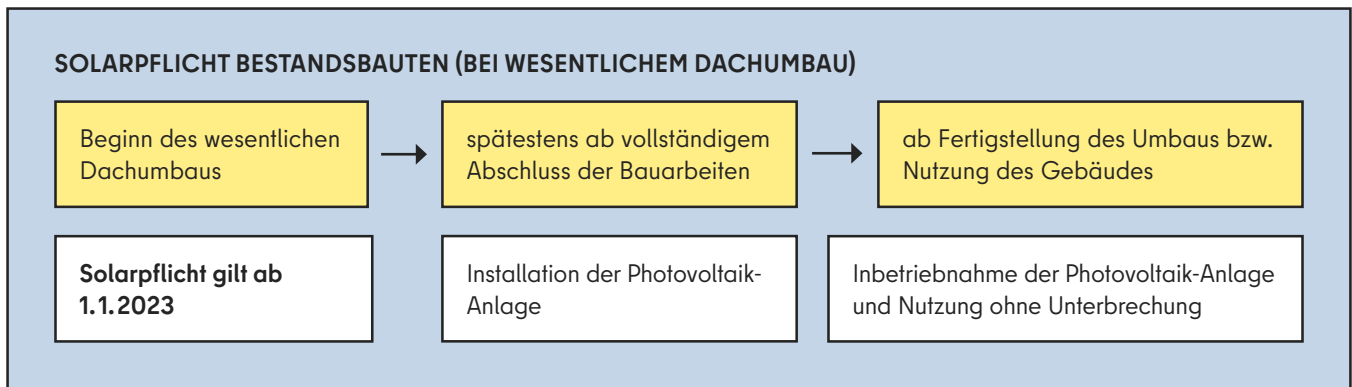 SOLARPFLICHT BESTANDSBAUTEN (BEI WESENTLICHEM DACHUMBAU)
Beginn des wesentlichen
Dachumbaus
spätestens ab vollständigem
Abschluss der Bauarbeiten
ab Fertigstellung des Umbaus bzw.
Nutzung des Gebäudes
Solarpflicht gilt ab
1.1.2023
Installation der Photovoltaik-
Anlage
Inbetriebnahme der Photovoltaik-Anlage
und Nutzung ohne Unterbrechung